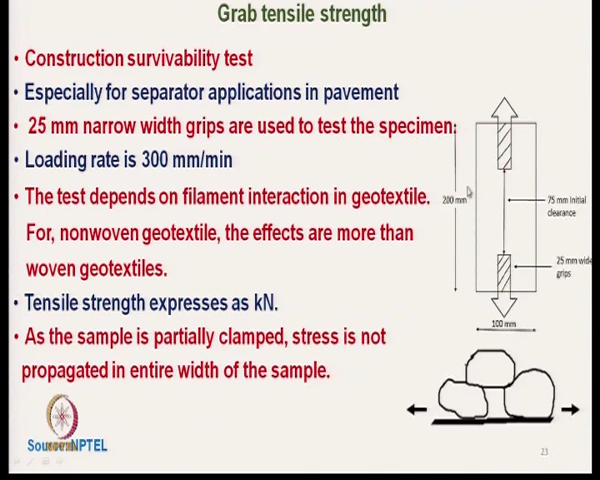 Grab tensile strength
• Construction survivability test
• Especially for separator applications in pavement
• 25 mm narrow width grips are used to test the specimen.
• Loading rate is 300 mm/min
• The test depends on filament interaction in geotextile.
For, nonwoven geotextile, the effects are more than
woven geotextiles.
• Tensile strength expresses as kN.
• As the sample is partially clamped, stress is not
propagated in entire width of the sample.
200 mm
75 mm Initial
clearance
25 mm wide
grips
100 mm
NPTEL
23